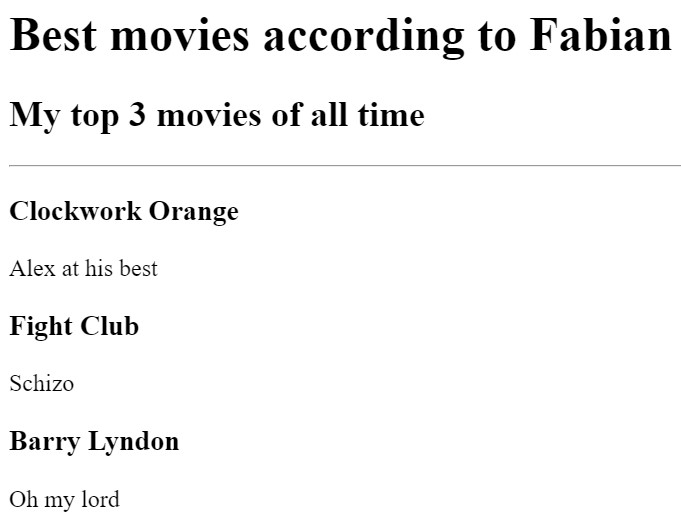 Best movies according to Fabian
My top 3 movies of all time
Clockwork Orange
Alex at his best
Fight Club
Schizo
Barry Lyndon
Oh my lord